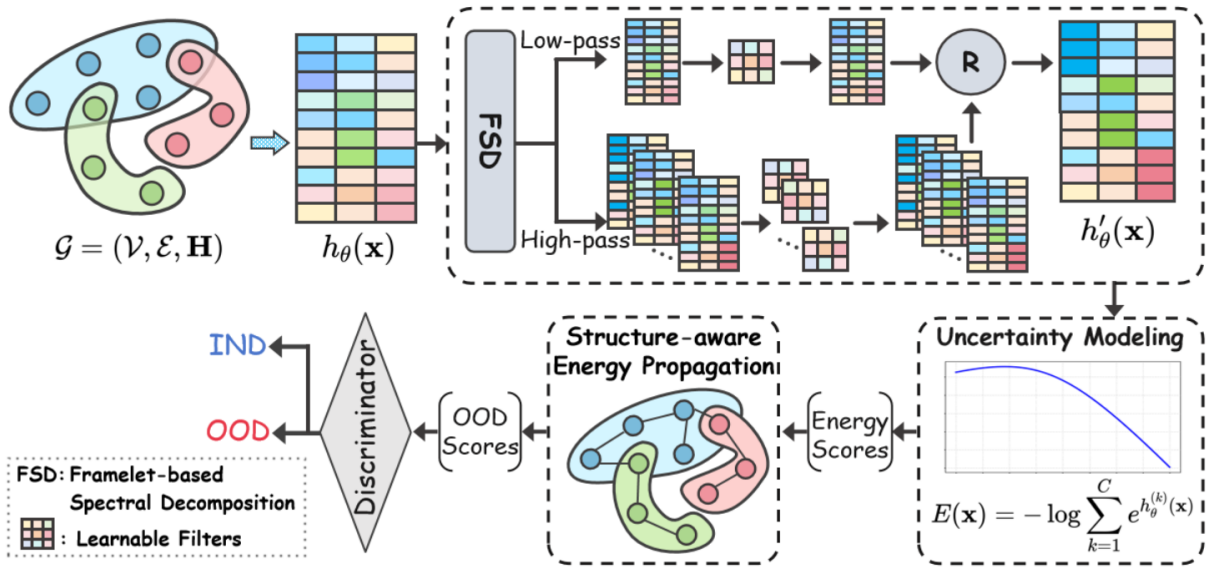 Low-pass
FSD
High-pass
R
𝒢 = (𝒱, ℰ, 𝐇)
h_θ(𝐱)
h′_θ(𝐱)
Uncertainty Modeling
E(𝐱) = − log ∑_{k=1}^{C} e^{h_θ^{(k)}(𝐱)}
Energy
Scores
Structure-aware
Energy Propagation
OOD
Scores
Discriminator
IND
OOD
FSD: Framelet-based
Spectral Decomposition
: Learnable Filters